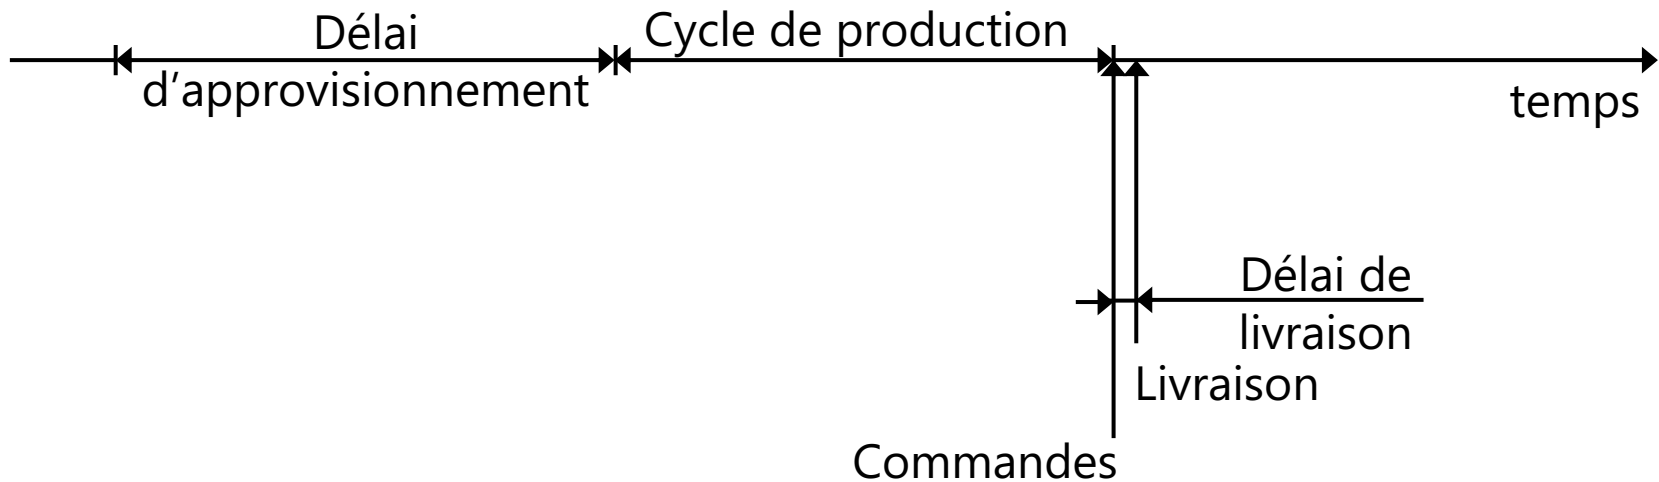 Délai
d’approvisionnement
Cycle de production
temps
Délai de
livraison
Livraison
Commandes